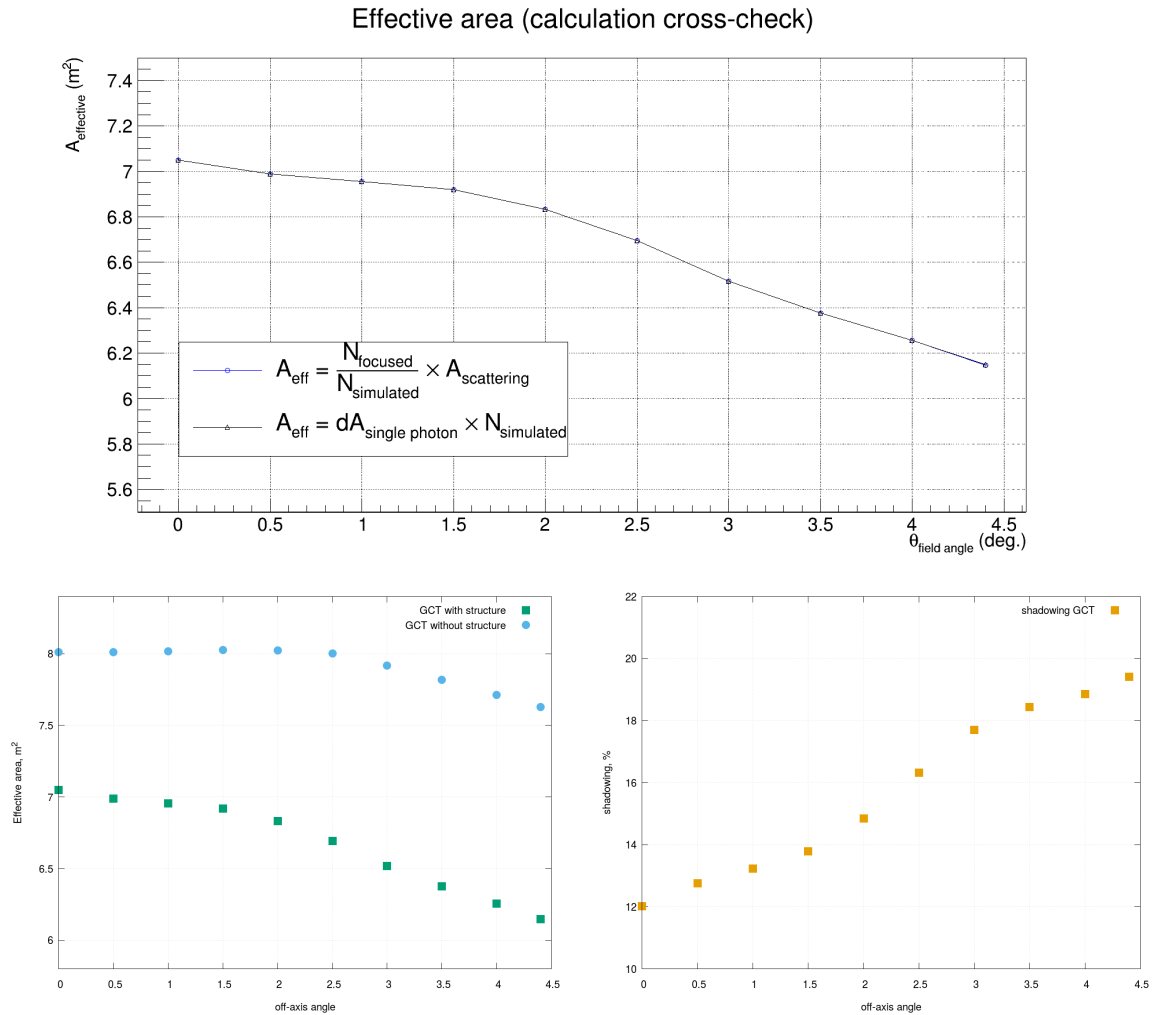 Effective area (calculation cross-check)
A_effective (m²)
7.4
7.2
7
6.8
6.6
6.4
6.2
6
5.8
5.6
A_eff = N_focused / N_simulated × A_scattering
A_eff = dA_single photon × N_simulated
0 0.5 1 1.5 2 2.5 3 3.5 4 4.5
θ_field angle (deg.)
GCT with structure
GCT without structure
Effective area, m²
8
7.5
7
6.5
6
0 0.5 1 1.5 2 2.5 3 3.5 4 4.5
off-axis angle
shadowing GCT
shadowing, %
22
20
18
16
14
12
10
0 0.5 1 1.5 2 2.5 3 3.5 4 4.5
off-axis angle